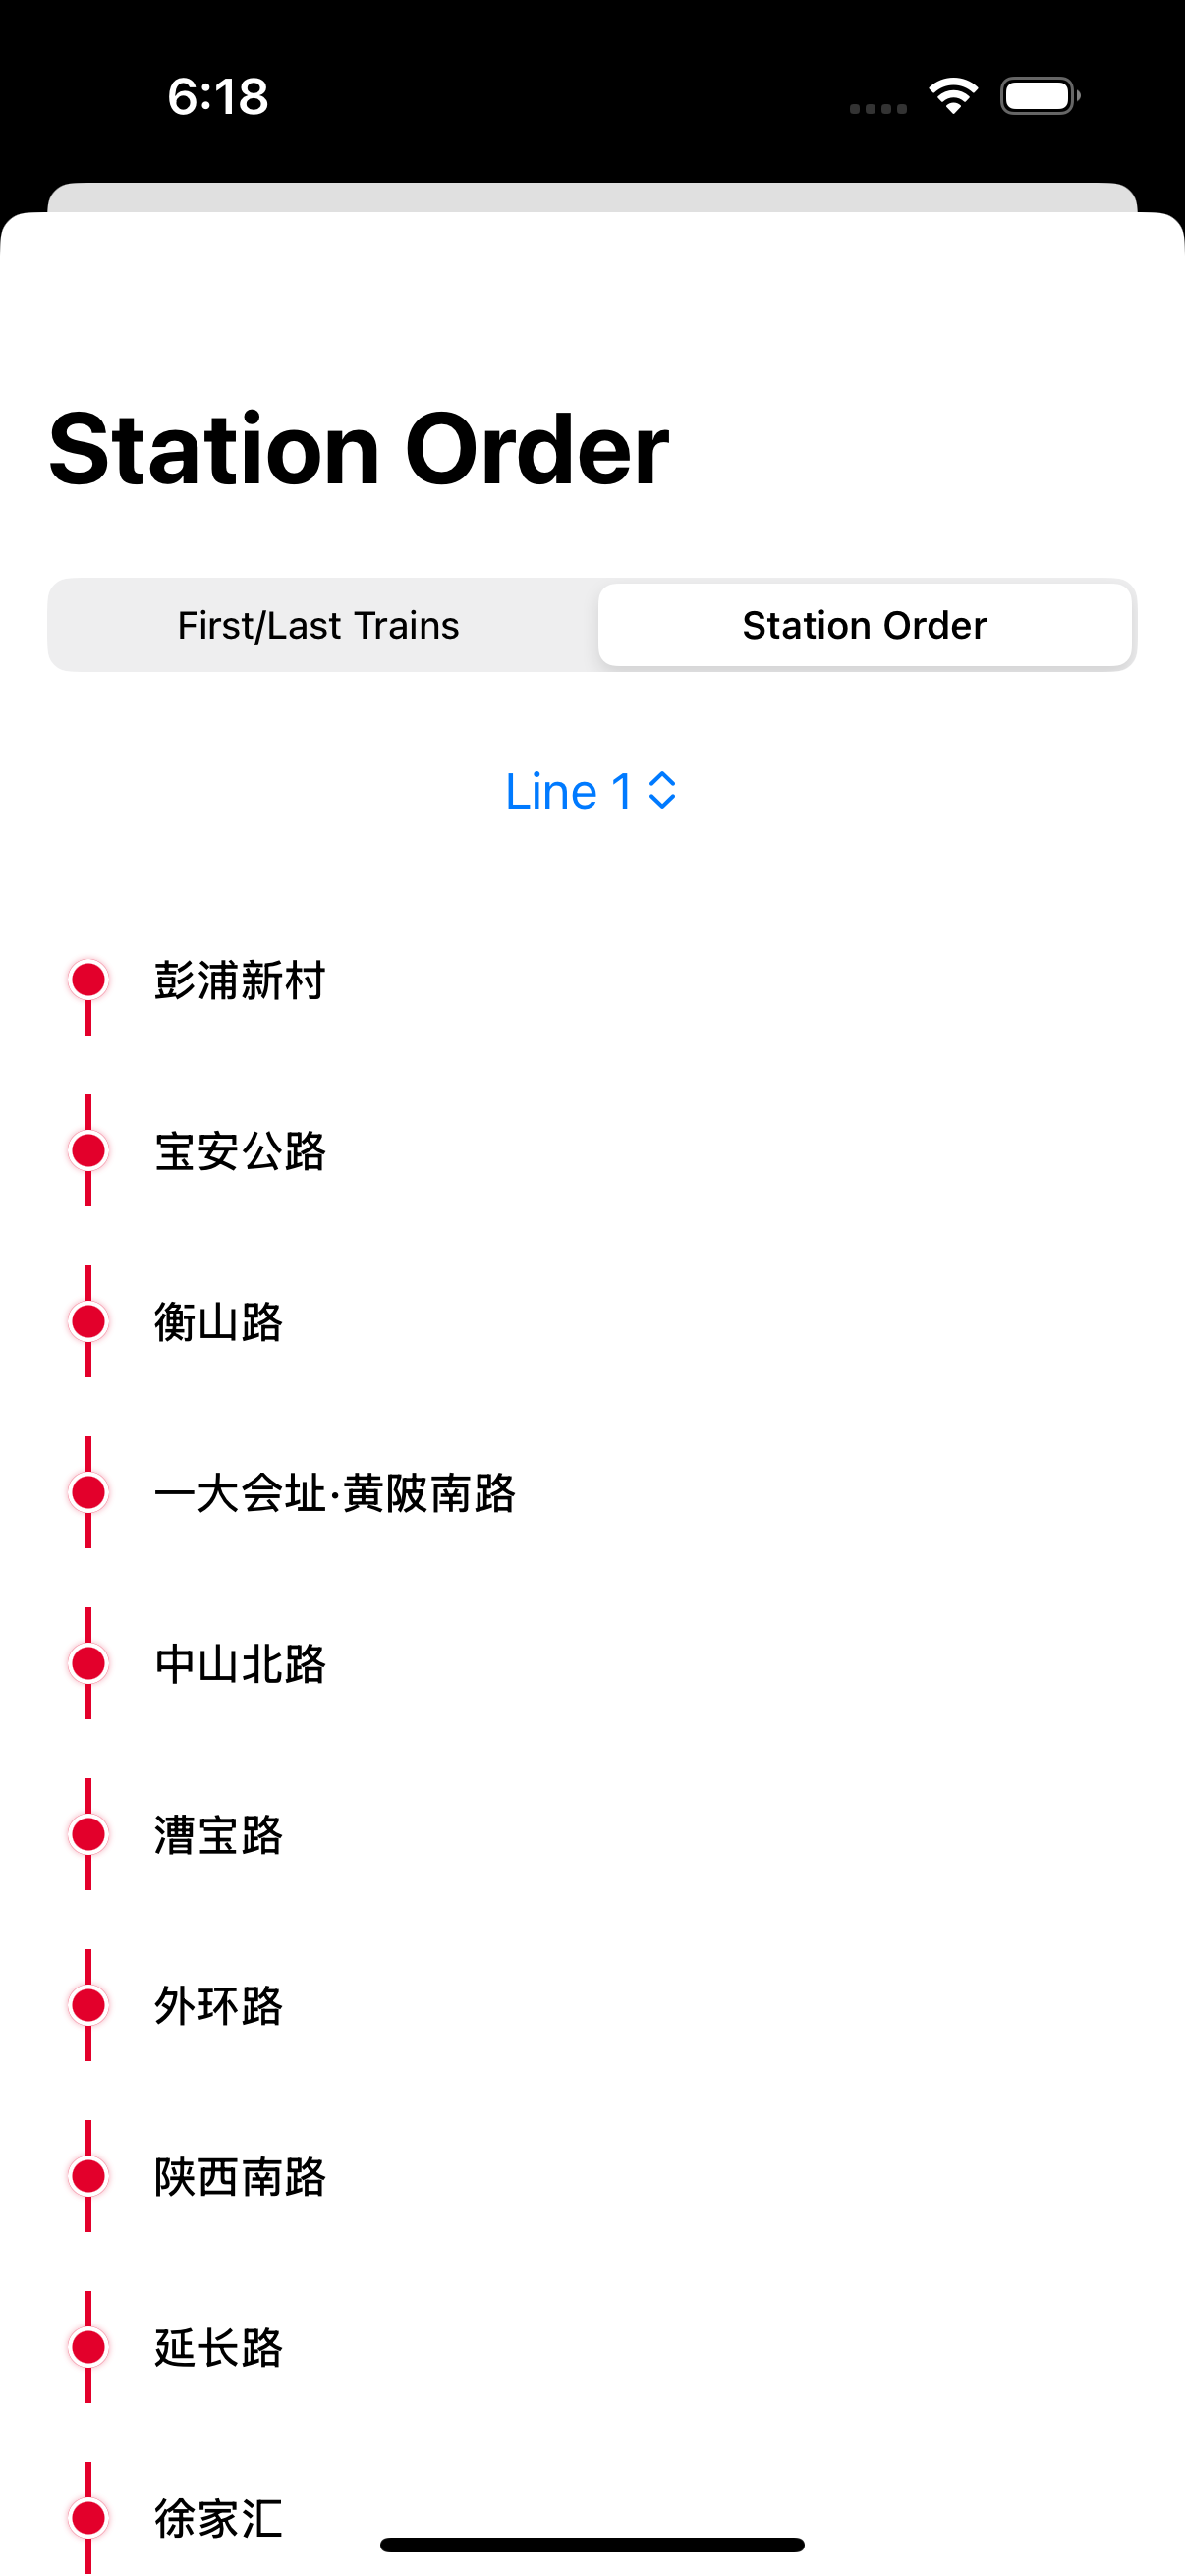 6:18
Station Order
First/Last Trains
Station Order
Line 1
彭浦新村
宝安公路
衡山路
一大会址·黄陂南路
中山北路
漕宝路
外环路
陕西南路
延长路
徐家汇